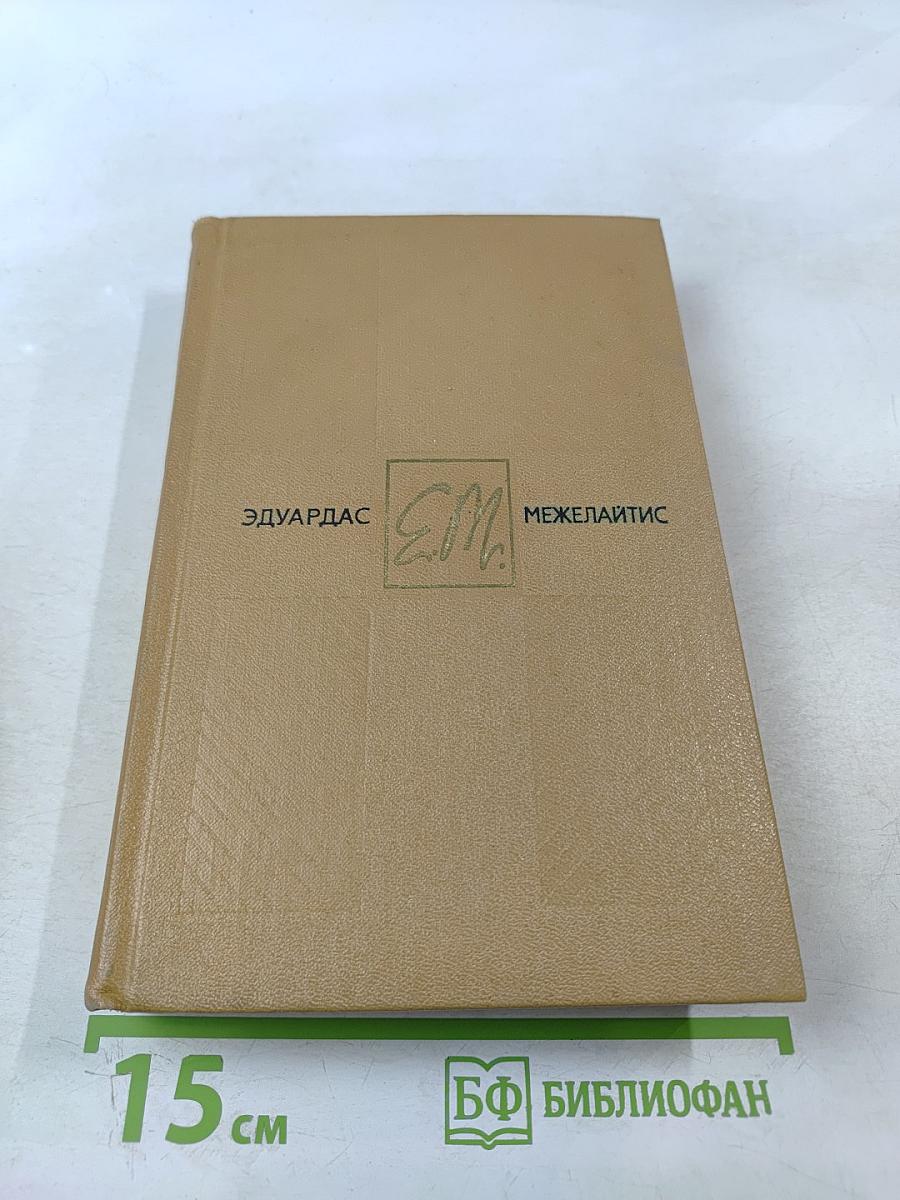 ЭДУАРДАС E.M. МЕЖЕЛАЙТИС
15 см
БФ БИБЛИОФАН